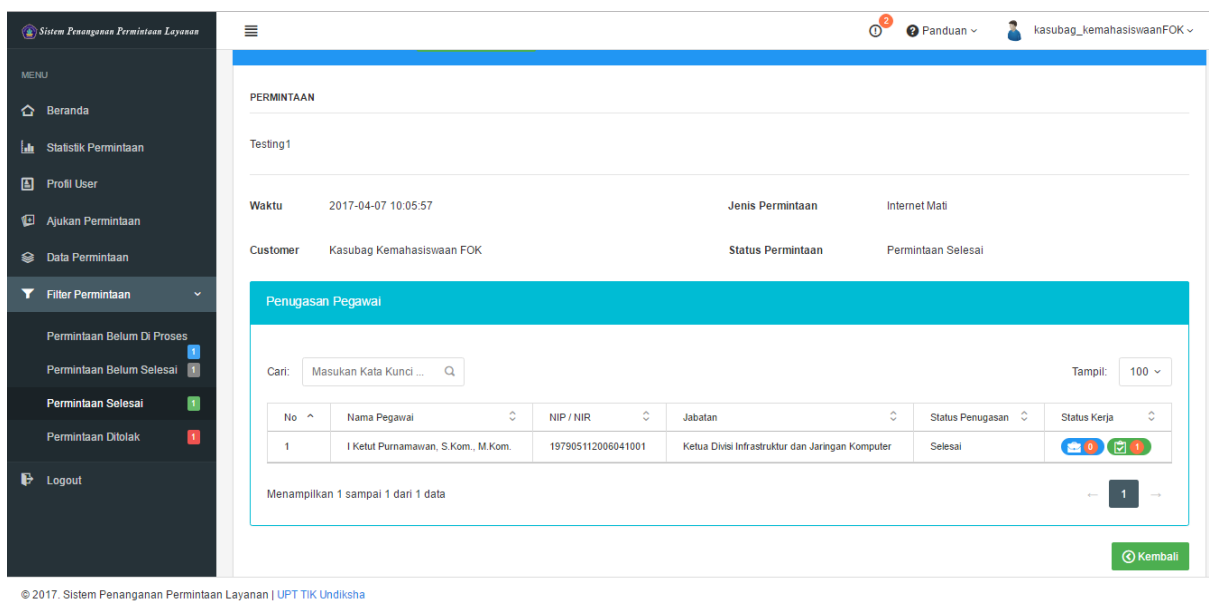 Sistem Penanganan Permintaan Layanan
2
Panduan
kasubag_kemahasiswaanFOK
MENU
Beranda
Statistik Permintaan
Profil User
Ajukan Permintaan
Data Permintaan
Filter Permintaan
Permintaan Belum Di Proses
1
Permintaan Belum Selesai 1
Permintaan Selesai 1
Permintaan Ditolak 1
Logout
PERMINTAAN
Testing1
Waktu 2017-04-07 10:05:57 Jenis Permintaan Internet Mati
Customer Kasubag Kemahasiswaan FOK Status Permintaan Permintaan Selesai
Penugasan Pegawai
Cari: Masukan Kata Kunci ... Tampil: 100
No Nama Pegawai NIP / NIR Jabatan Status Penugasan Status Kerja
1 I Ketut Purnamawan, S.Kom., M.Kom. 197905112006041001 Ketua Divisi Infrastruktur dan Jaringan Komputer Selesai 0 1
Menampilkan 1 sampai 1 dari 1 data ← 1 →
Kembali
© 2017. Sistem Penanganan Permintaan Layanan | UPT TIK Undiksha